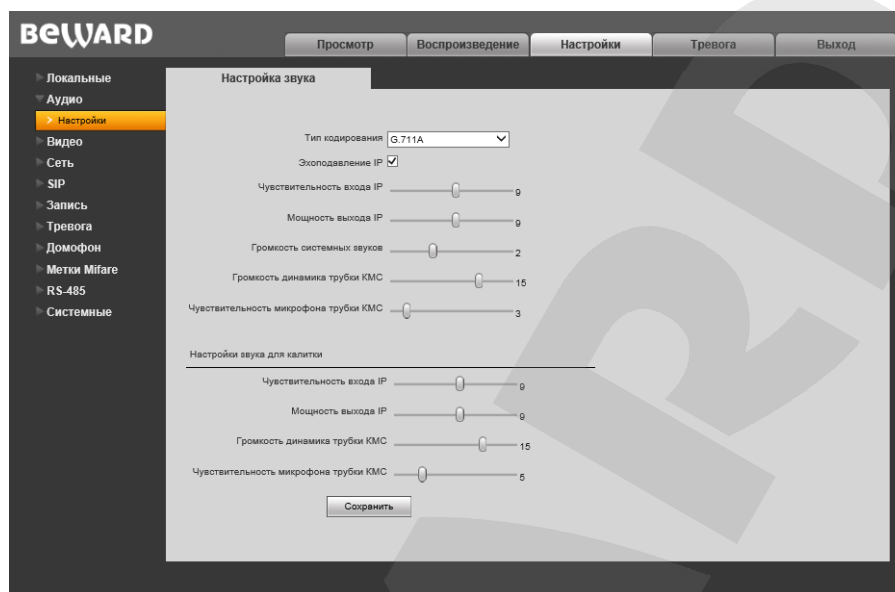 BEWARD
Просмотр
Воспроизведение
Настройки
Тревога
Выход
Локальные
Аудио
Настройки
Видео
Сеть
SIP
Запись
Тревога
Домофон
Метки Mifare
RS-485
Системные
Настройка звука
Тип кодирования G.711A
Эхоподавление IP
Чувствительность входа IP 9
Мощность выхода IP 9
Громкость системных звуков 2
Громкость динамика трубки КМС 15
Чувствительность микрофона трубки КМС 3
Настройки звука для калитки
Чувствительность входа IP 9
Мощность выхода IP 9
Громкость динамика трубки КМС 15
Чувствительность микрофона трубки КМС 5
Сохранить